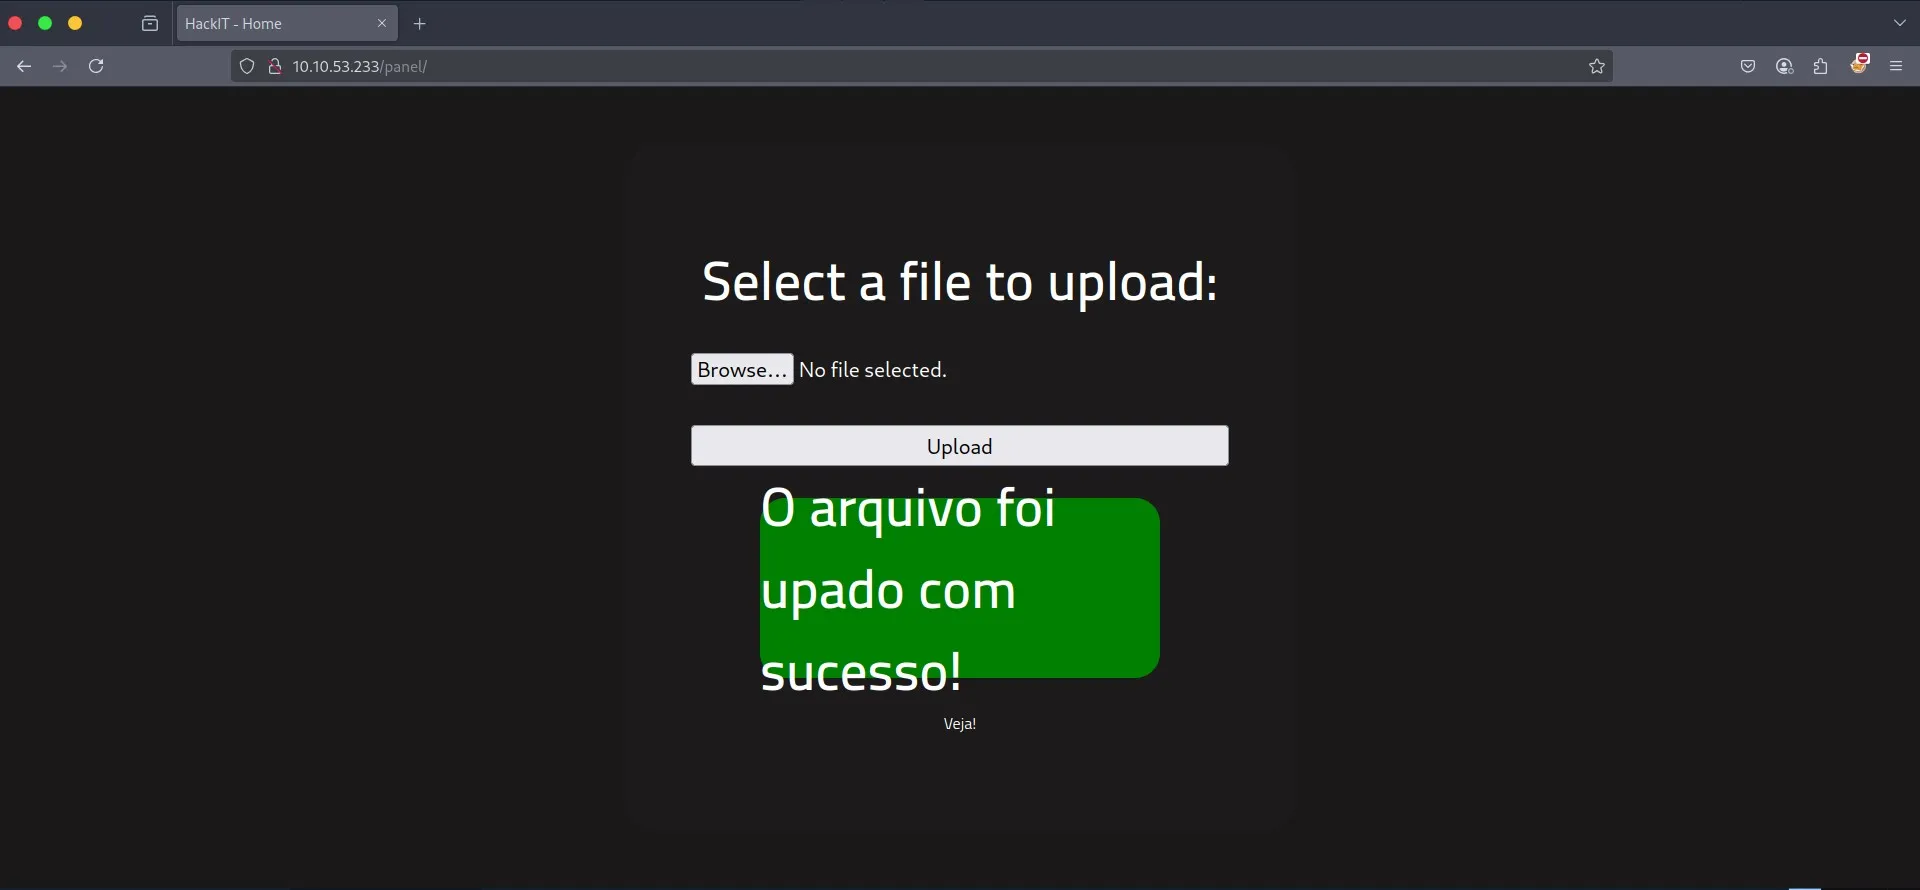 HackIT - Home
10.10.53.233/panel/
Select a file to upload:
Browse... No file selected.
Upload
O arquivo foi
upado com
sucesso!
Veja!